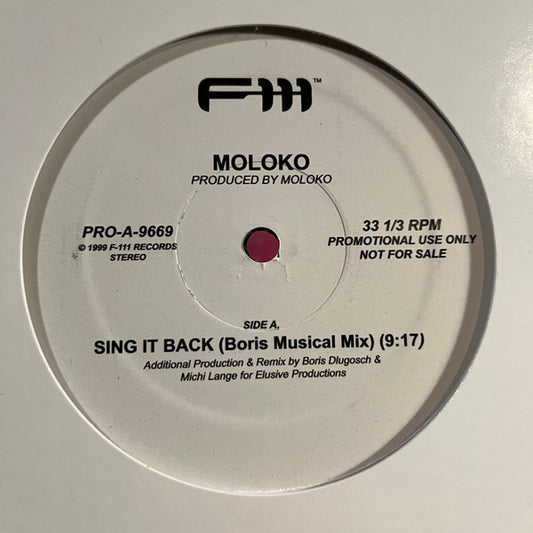 F-111™
MOLOKO
PRODUCED BY MOLOKO
PRO-A-9669
© 1999 F-111 RECORDS
STEREO
33 1/3 RPM
PROMOTIONAL USE ONLY
NOT FOR SALE
SIDE A.
SING IT BACK (Boris Musical Mix) (9:17)
Additional Production & Remix by Boris Dlugosch &
Michi Lange for Elusive Productions